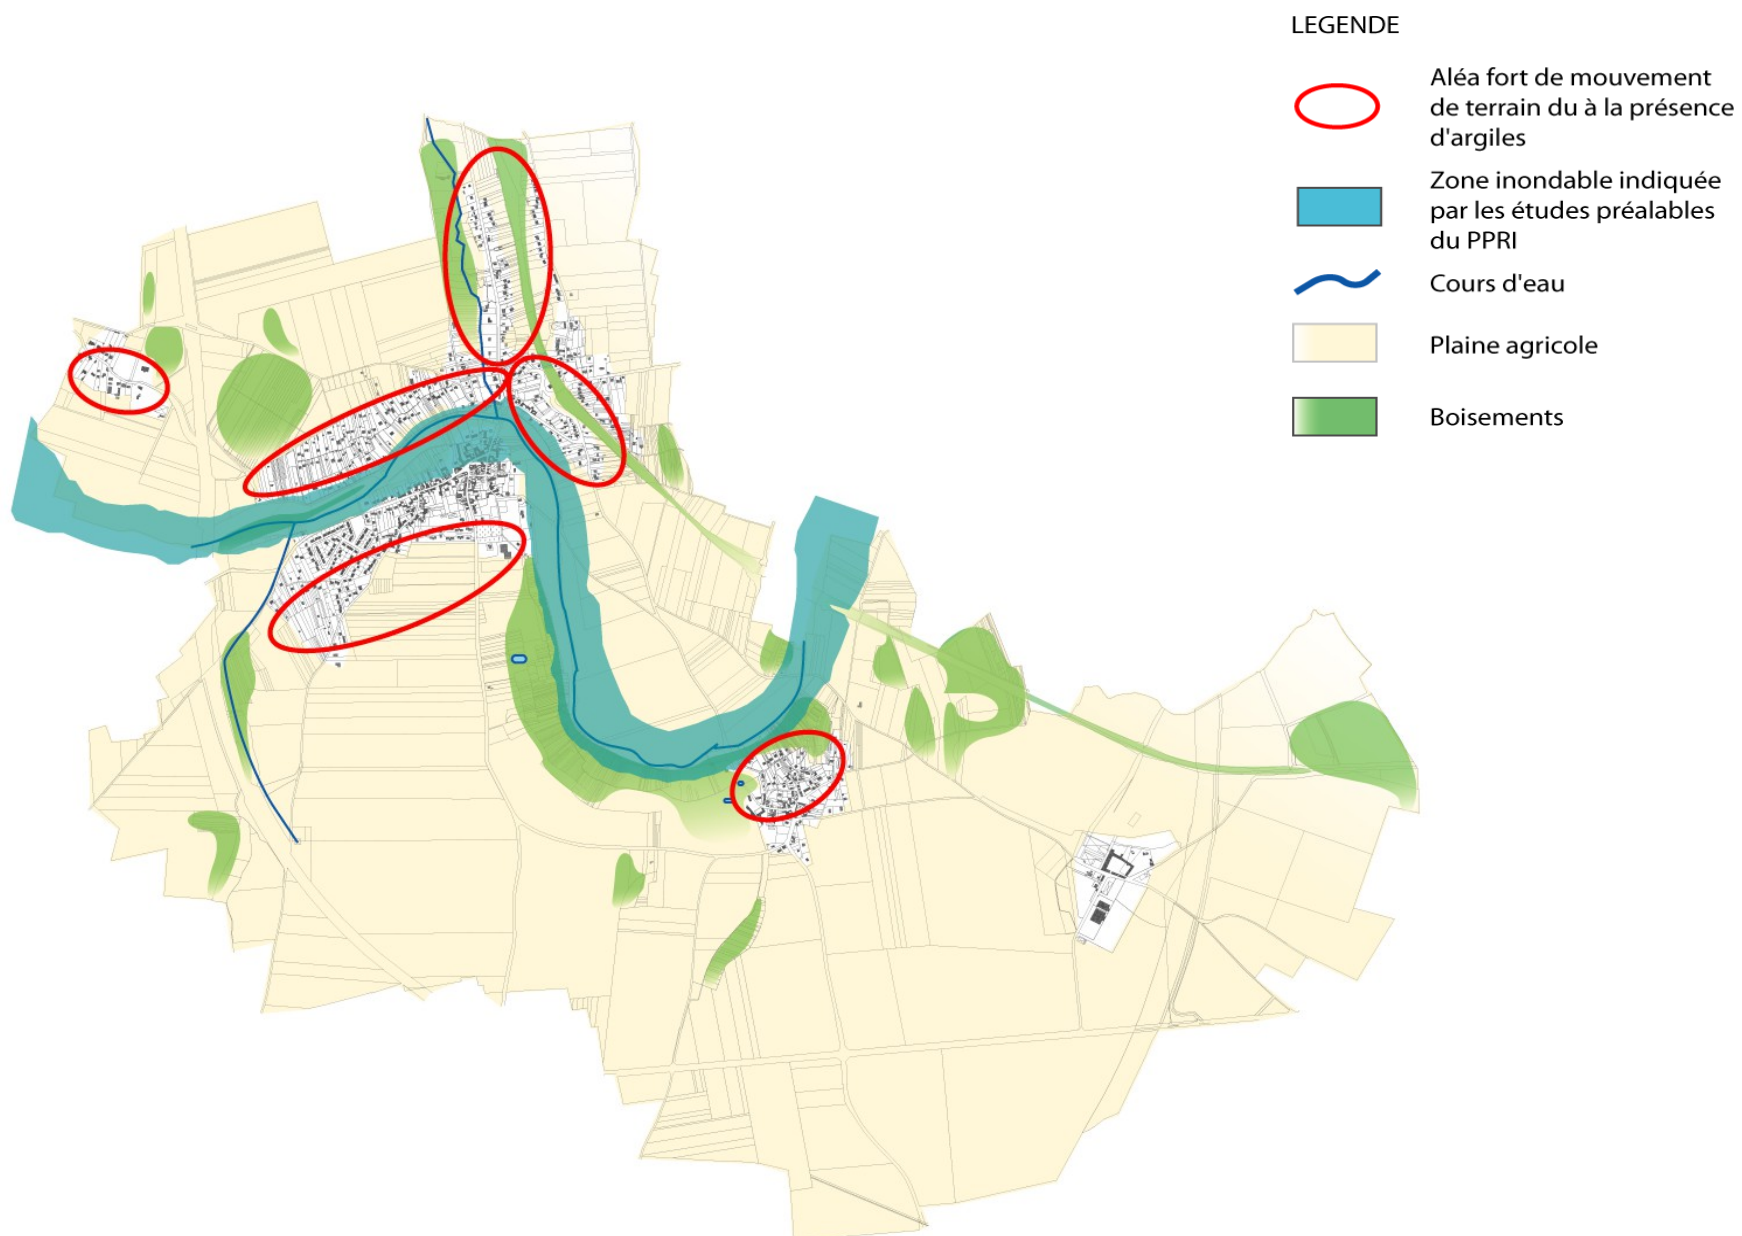 LEGENDE
Aléa fort de mouvement
de terrain du à la présence
d'argiles
Zone inondable indiquée
par les études préalables
du PPRI
Cours d'eau
Plaine agricole
Boisements